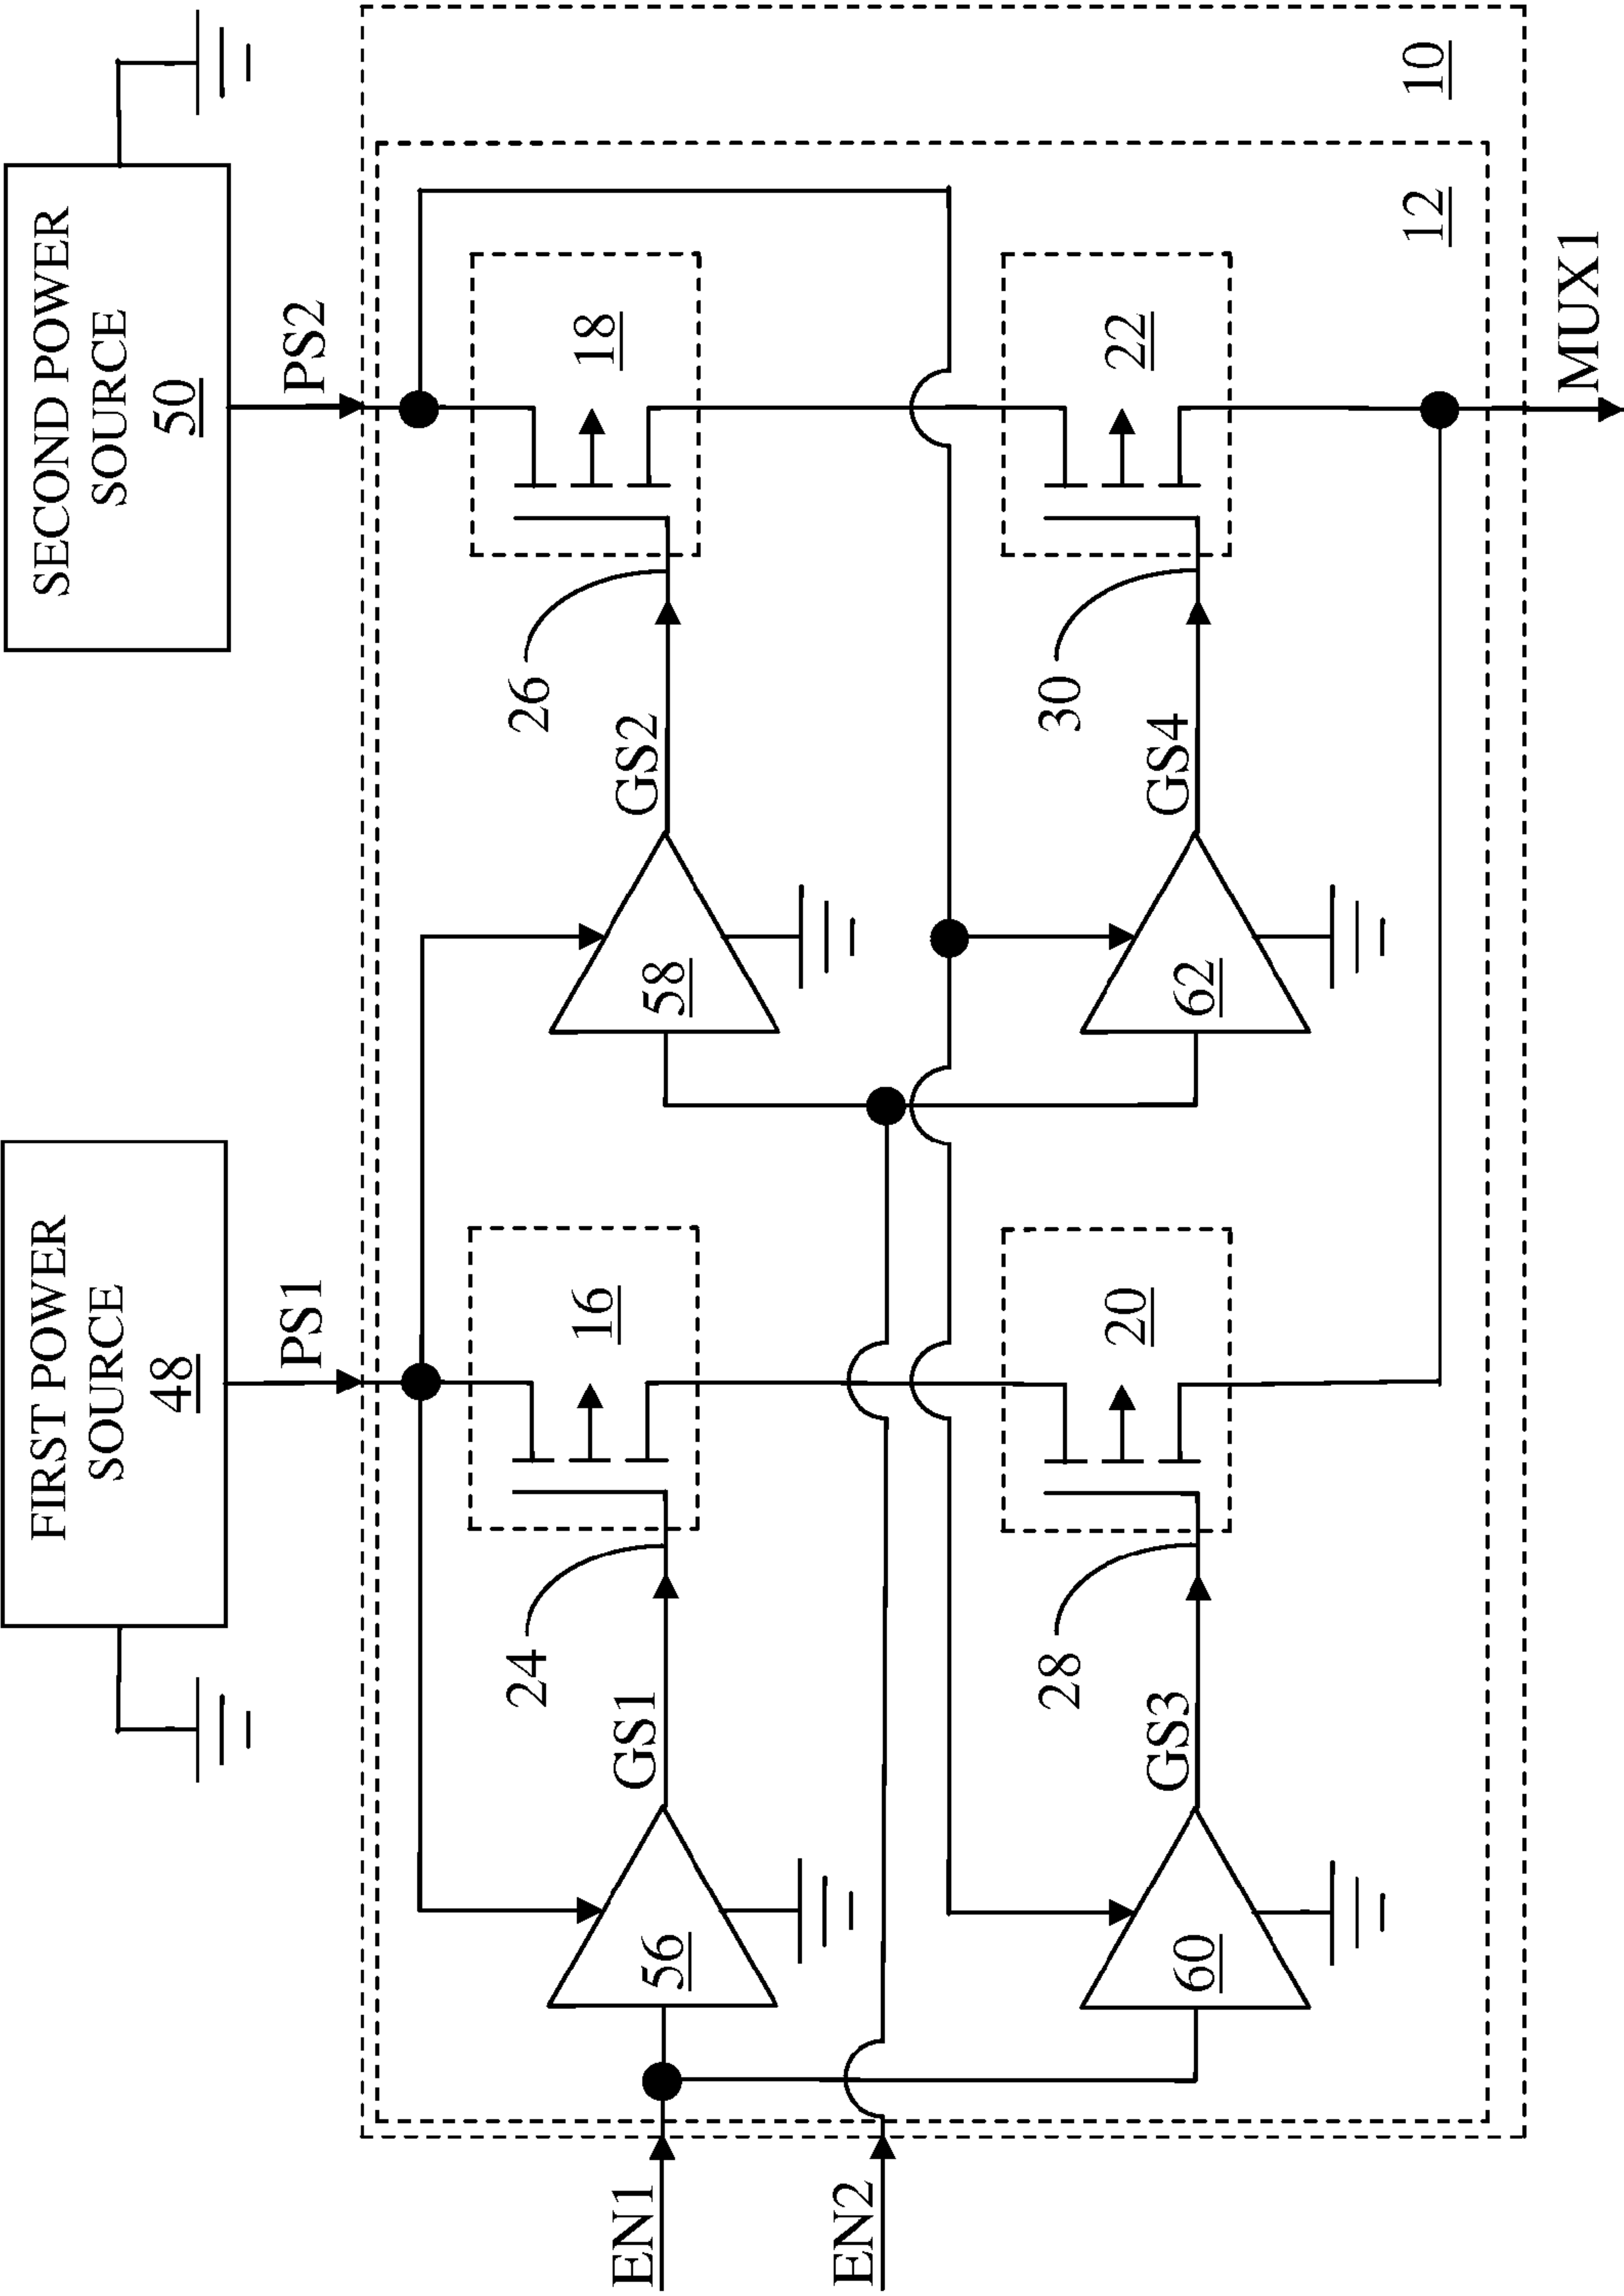 FIRST POWER
SOURCE
48
SECOND POWER
SOURCE
50
PS1
PS2
24
16
26
18
GS1
GS2
56
58
EN1
EN2
28
20
30
22
GS3
GS4
60
62
12
10
MUX1